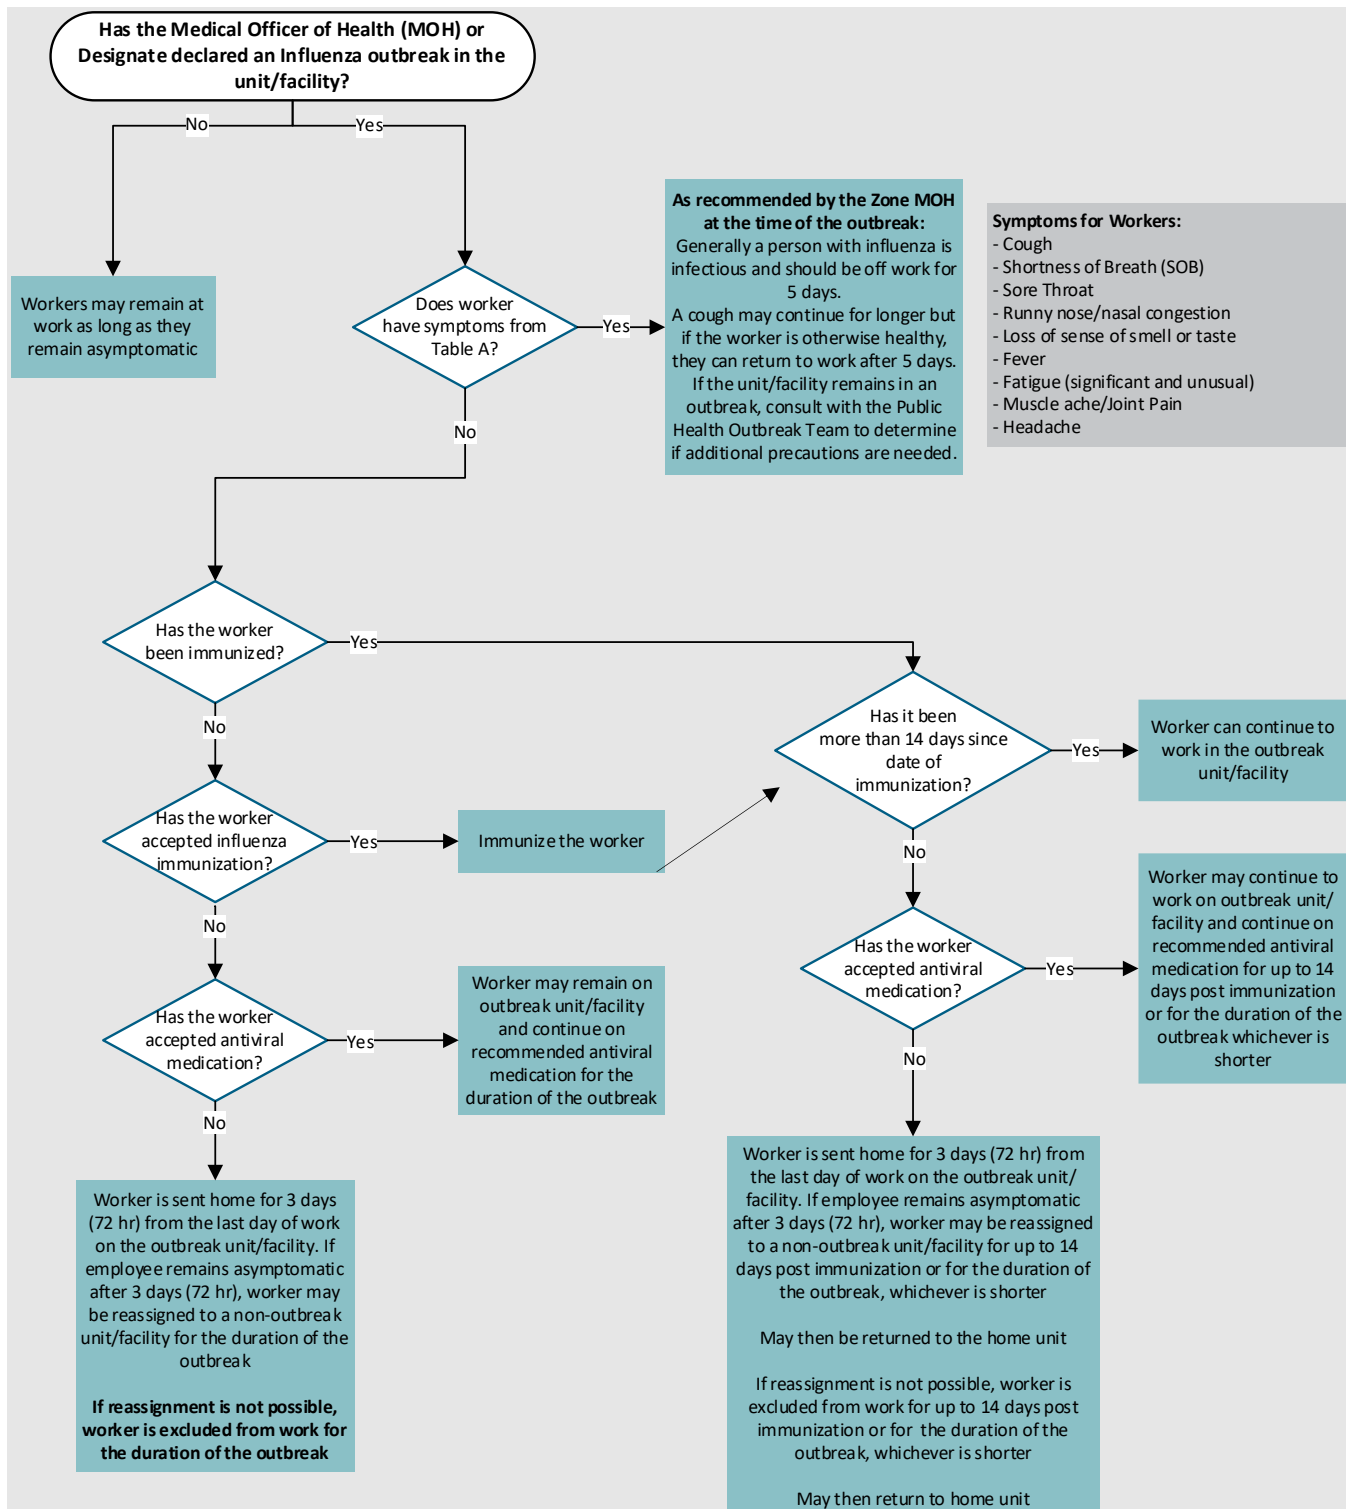 Has the Medical Officer of Health (MOH) or
Designate declared an Influenza outbreak in the
unit/facility?
No
Yes
Workers may remain at
work as long as they
remain asymptomatic
Does worker
have symptoms from
Table A?
Yes
No
As recommended by the Zone MOH
at the time of the outbreak:
Generally a person with influenza is
infectious and should be off work for
5 days.
A cough may continue for longer but
if the worker is otherwise healthy,
they can return to work after 5 days.
If the unit/facility remains in an
outbreak, consult with the Public
Health Outbreak Team to determine
if additional precautions are needed.
Symptoms for Workers:
- Cough
- Shortness of Breath (SOB)
- Sore Throat
- Runny nose/nasal congestion
- Loss of sense of smell or taste
- Fever
- Fatigue (significant and unusual)
- Muscle ache/Joint Pain
- Headache
Has the worker
been immunized?
Yes
No
Has it been
more than 14 days since
date of
immunization?
Yes
No
Worker can continue to
work in the outbreak
unit/facility
Has the worker
accepted influenza
immunization?
Yes
No
Immunize the worker
Has the worker
accepted antiviral
medication?
Yes
No
Worker may continue to
work on outbreak unit/
facility and continue on
recommended antiviral
medication for up to 14
days post immunization
or for the duration of the
outbreak whichever is
shorter
Has the worker
accepted antiviral
medication?
Yes
No
Worker may remain on
outbreak unit/facility
and continue on
recommended antiviral
medication for the
duration of the outbreak
Worker is sent home for 3 days
(72 hr) from the last day of work
on the outbreak unit/facility. If
employee remains asymptomatic
after 3 days (72 hr), worker may
be reassigned to a non-outbreak
unit/facility for the duration of the
outbreak
If reassignment is not possible,
worker is excluded from work for
the duration of the outbreak
Worker is sent home for 3 days (72 hr) from
the last day of work on the outbreak unit/
facility. If employee remains asymptomatic
after 3 days (72 hr), worker may be reassigned
to a non-outbreak unit/facility for up to 14
days post immunization or for the duration of
the outbreak, whichever is shorter
May then be returned to the home unit
If reassignment is not possible, worker is
excluded from work for up to 14 days post
immunization or for the duration of the
outbreak, whichever is shorter
May then return to home unit